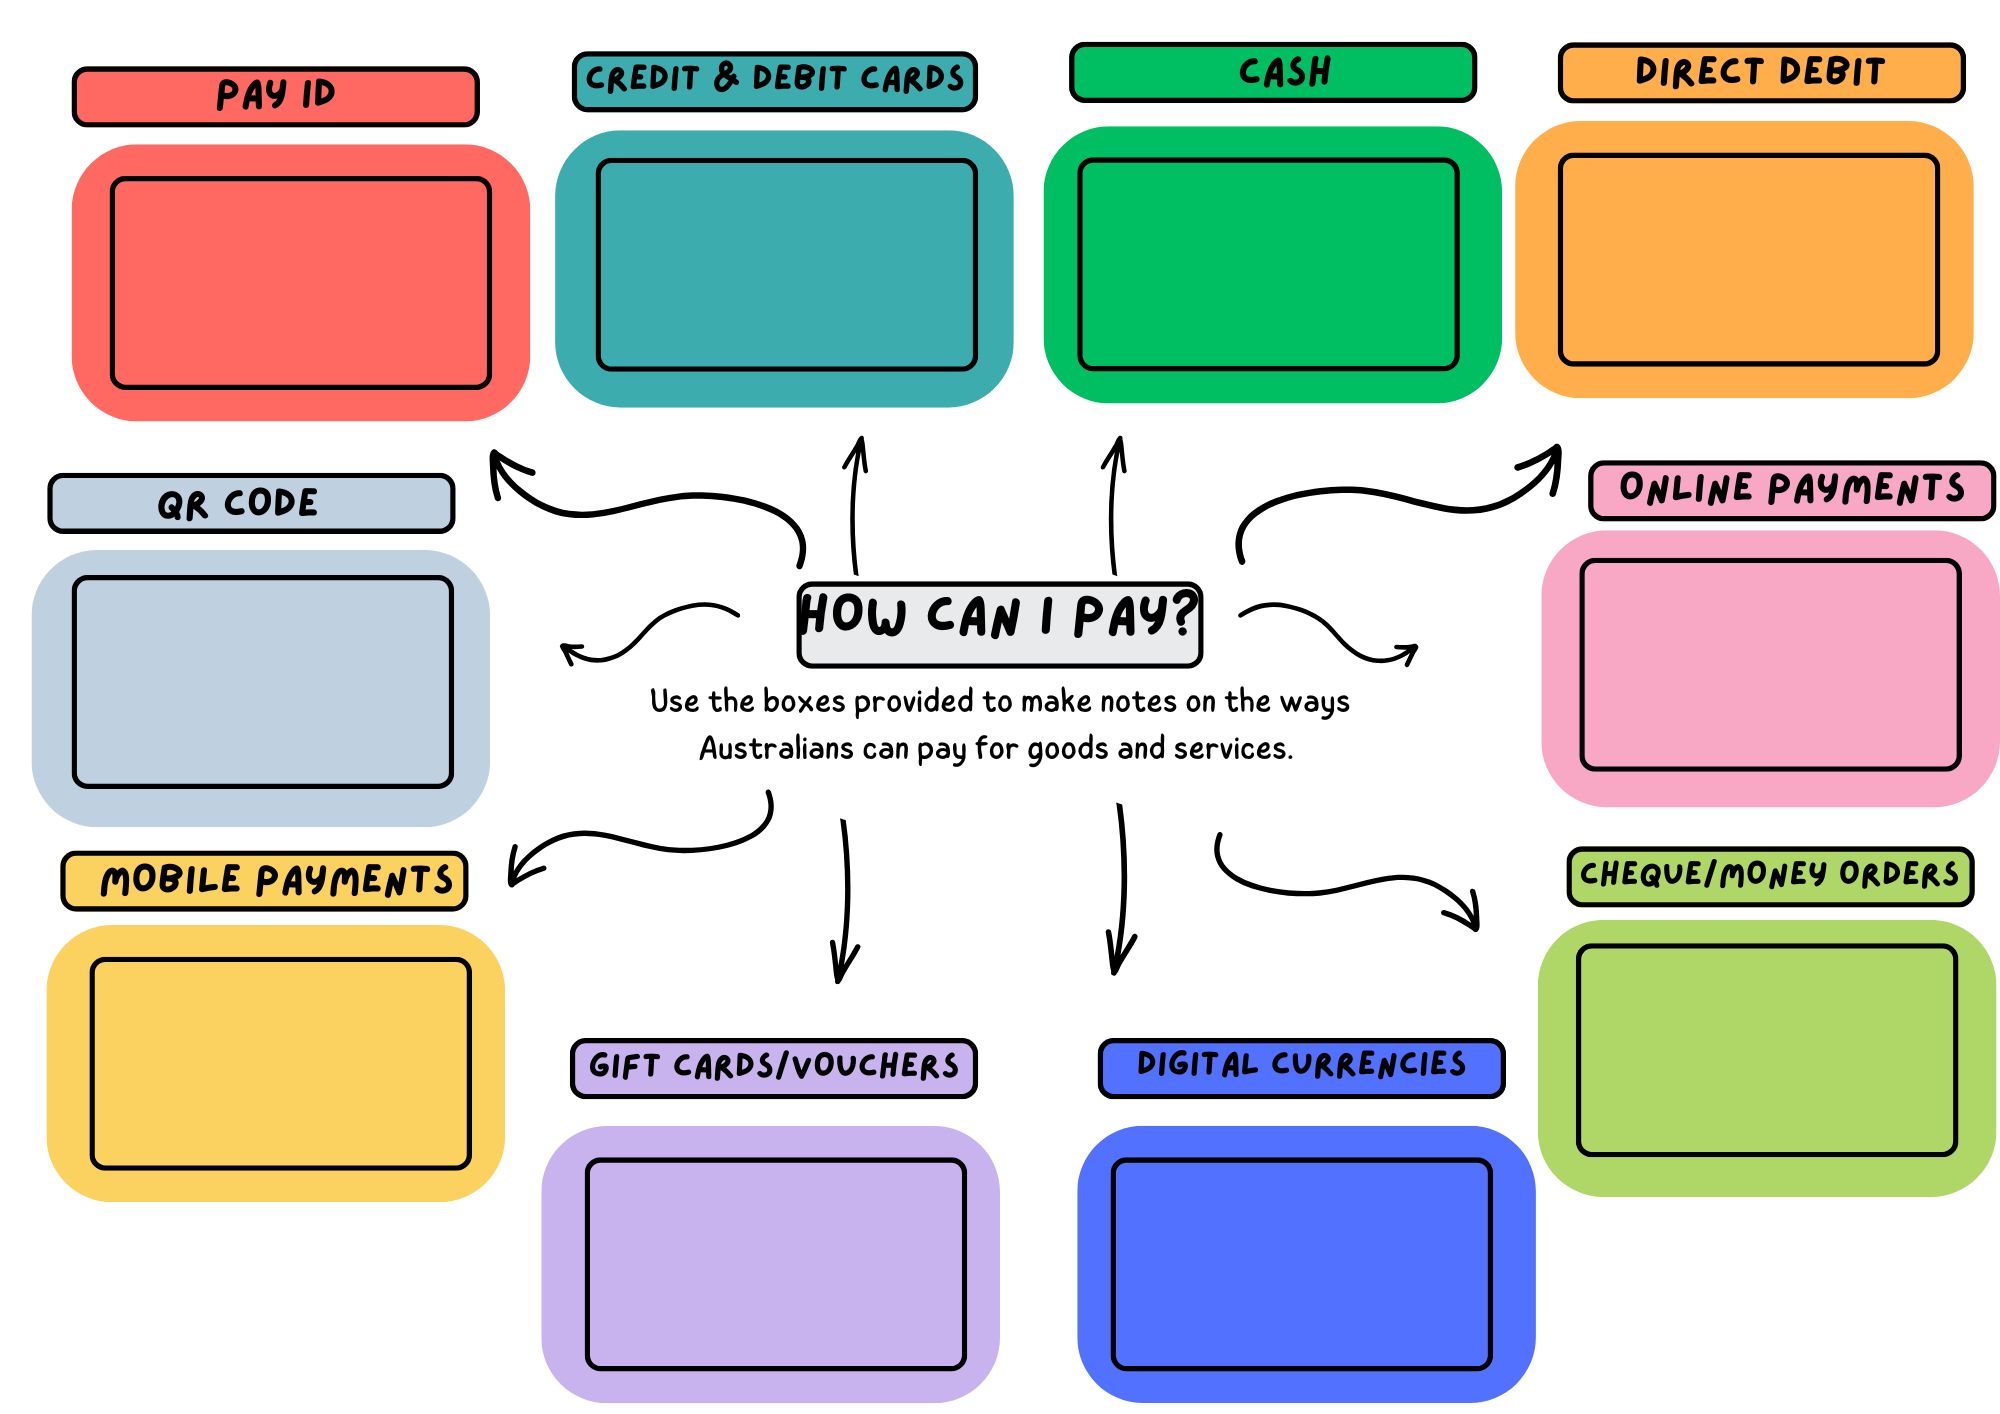 PAY ID
CREDIT & DEBIT CARDS
CASH
DIRECT DEBIT
QR CODE
ONLINE PAYMENTS
HOW CAN I PAY?
Use the boxes provided to make notes on the ways
Australians can pay for goods and services.
MOBILE PAYMENTS
CHEQUE/MONEY ORDERS
GIFT CARDS/VOUCHERS
DIGITAL CURRENCIES